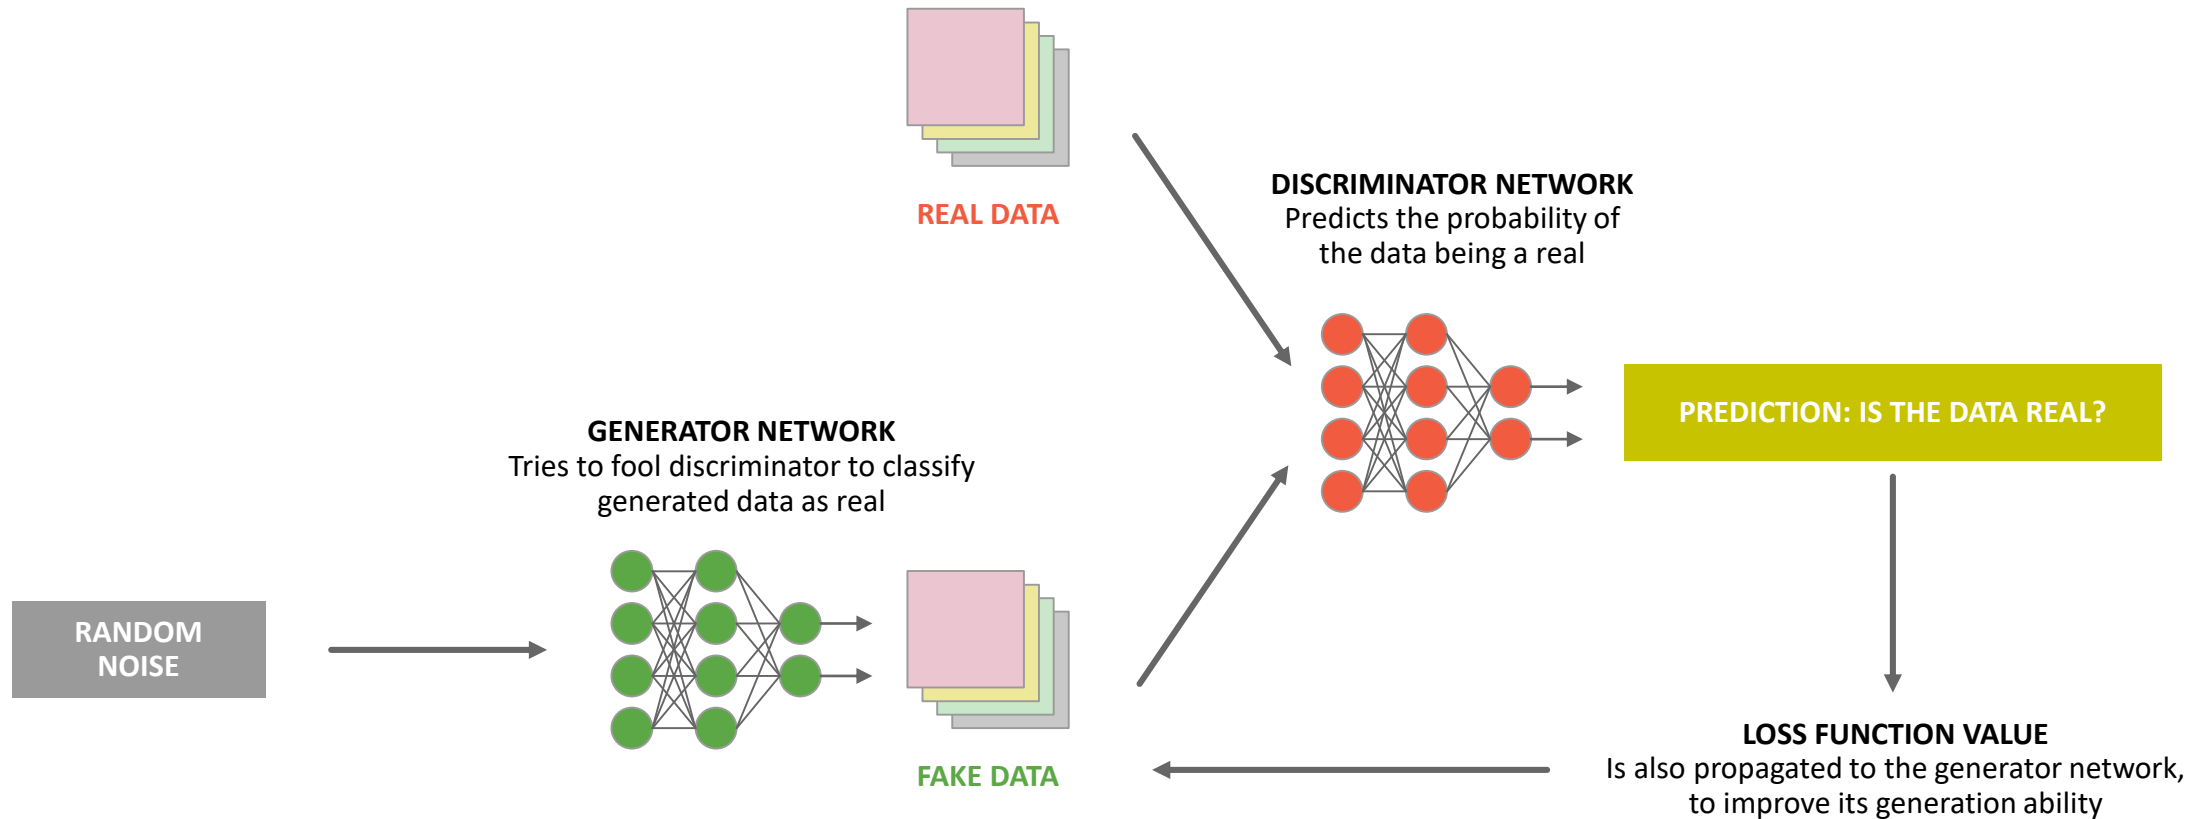 REAL DATA
DISCRIMINATOR NETWORK
Predicts the probability of
the data being a real
PREDICTION: IS THE DATA REAL?
GENERATOR NETWORK
Tries to fool discriminator to classify
generated data as real
RANDOM
NOISE
FAKE DATA
LOSS FUNCTION VALUE
Is also propagated to the generator network,
to improve its generation ability